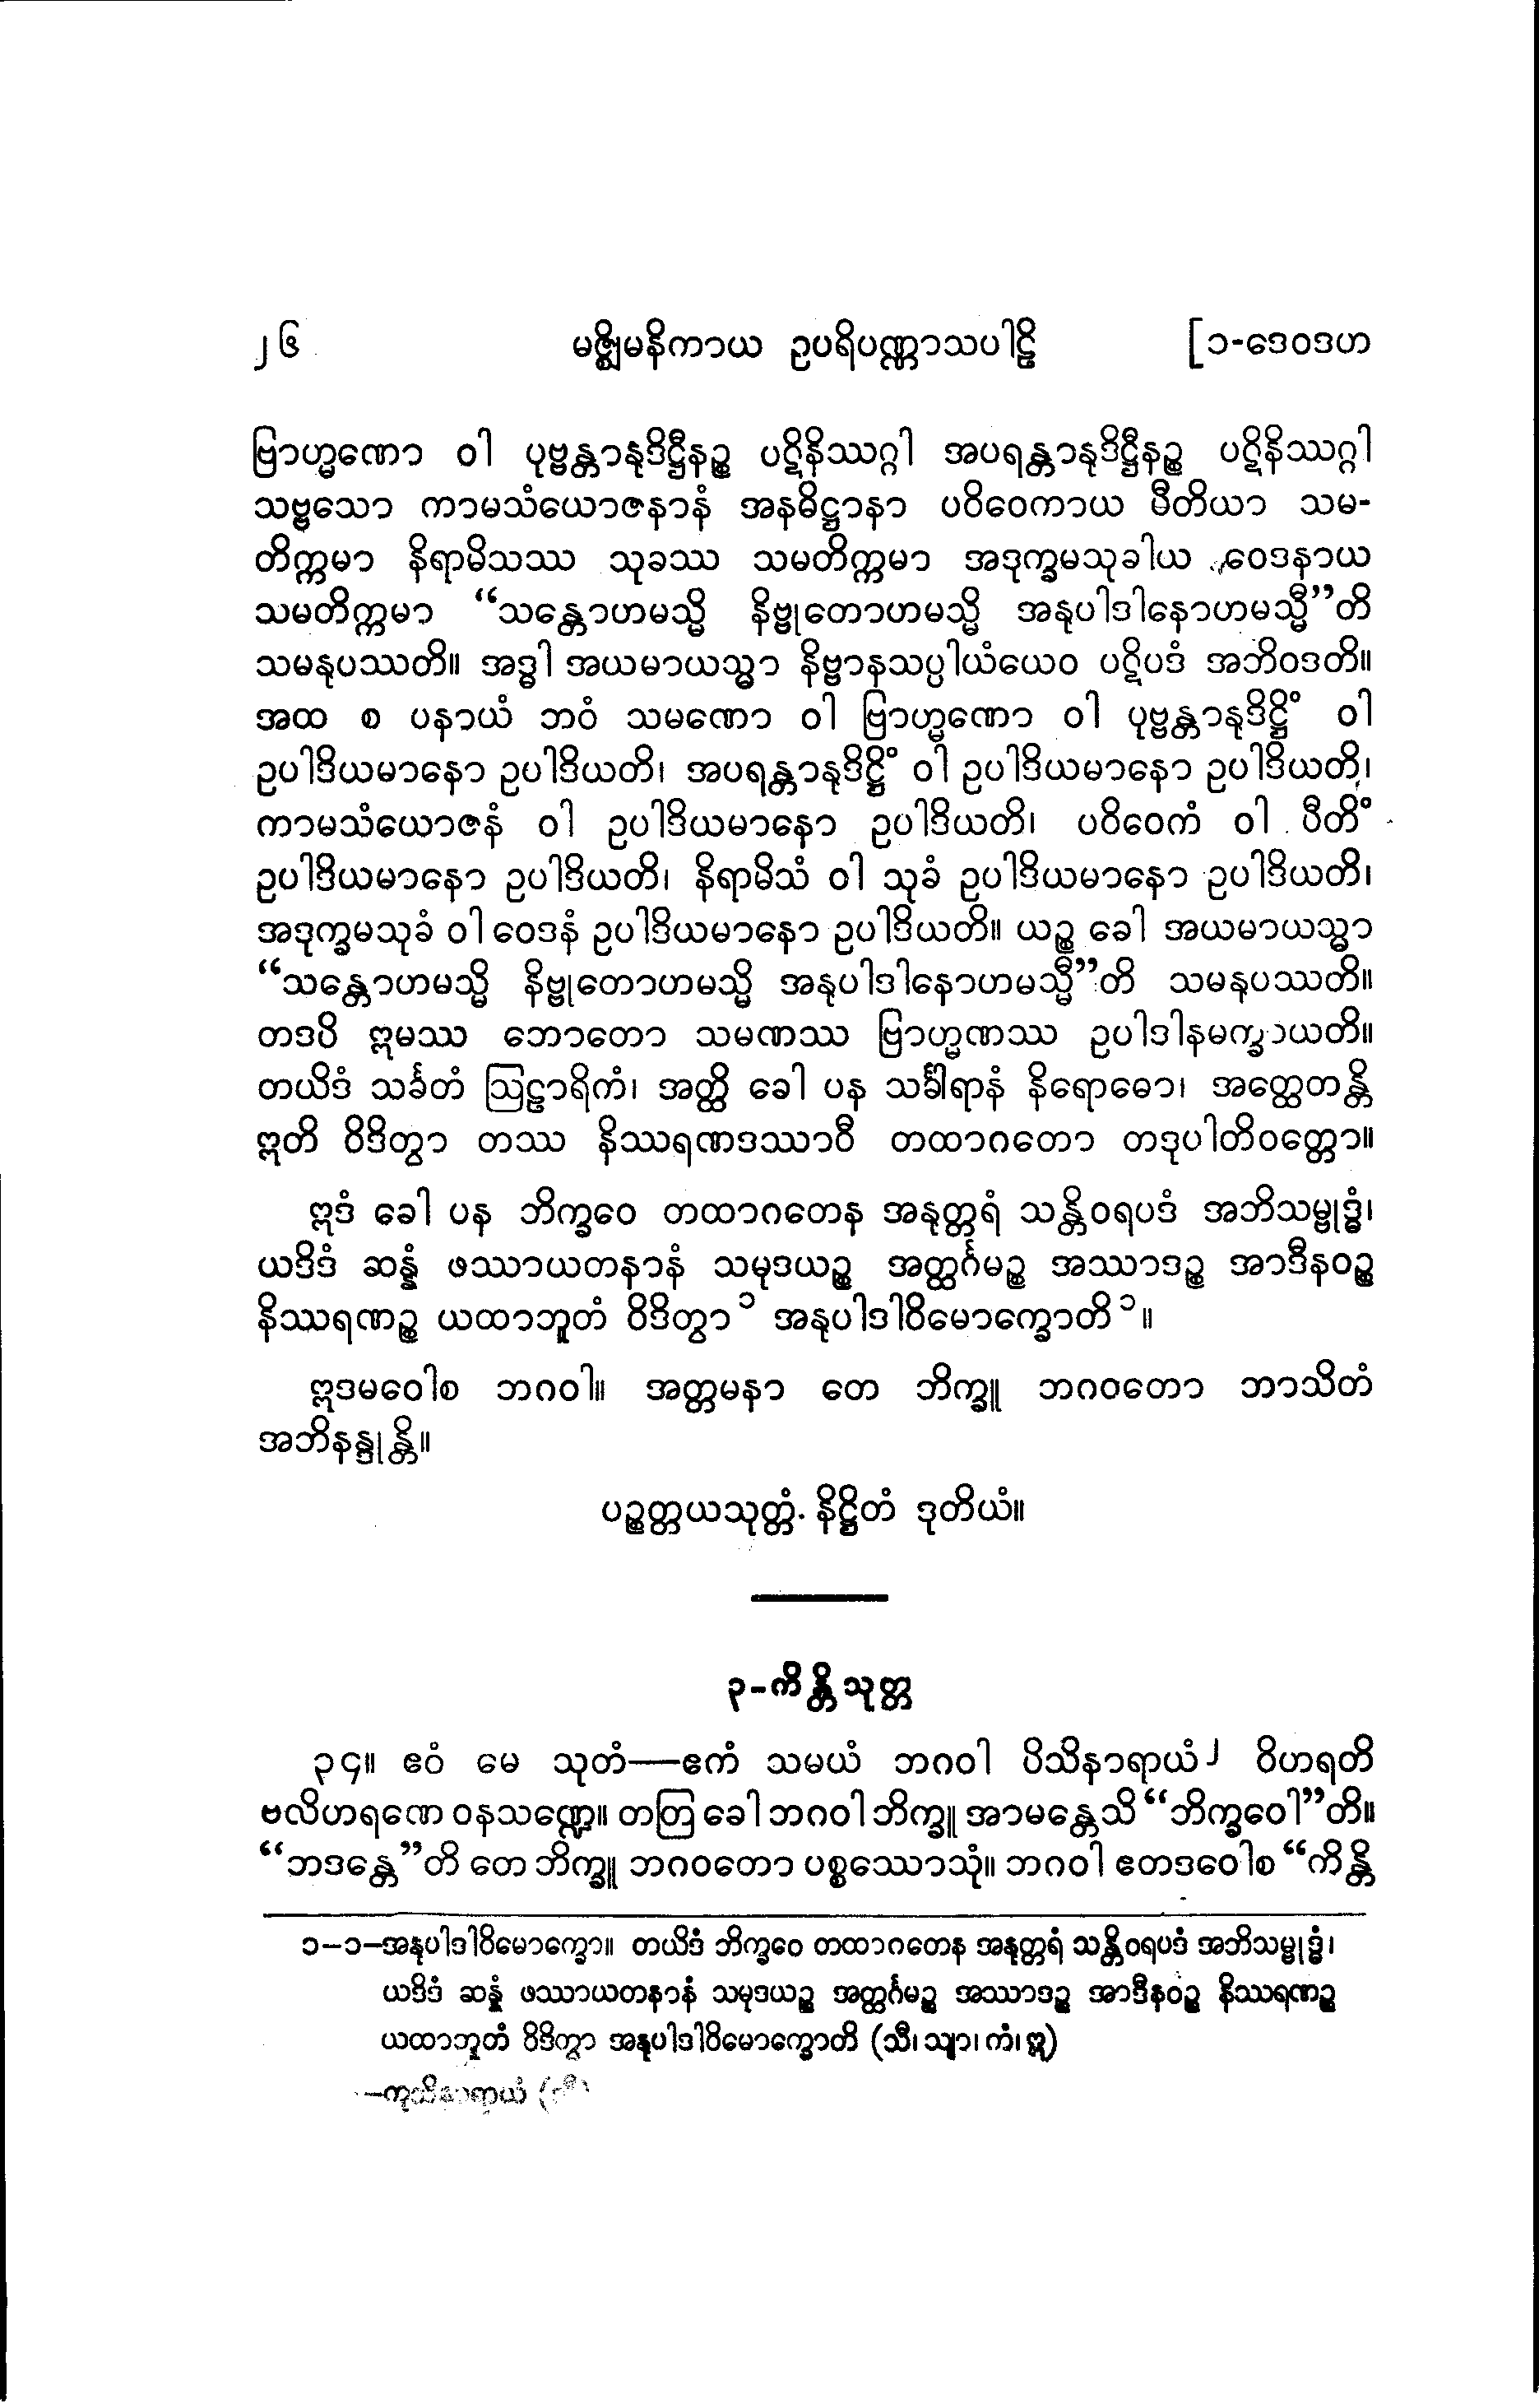 ၂၆ မဇ္ဈိမနိကာယ ဥပရိပဏ္ဏာသပါဠိ [၁-ဒေဝဒဟ
ဗြာဟ္မဏော ဝါ ပုဗ္ဗန္တာနုဒိဋ္ဌီနဉ္စ ပဋိနိဿဂ္ဂါ အပရန္တာနုဒိဋ္ဌီနဉ္စ ပဋိနိဿဂ္ဂါ
သဗ္ဗသော ကာမသံယောဇနာနံ အနဓိဋ္ဌာနာ ပဝိဝေကာယ ပီတိယာ သမ-
တိက္ကမာ နိရာမိသဿ သုခဿ သမတိက္ကမာ အဒုက္ခမသုခါယ ဝေဒနာယ
သမတိက္ကမာ “သန္တောဟမသ္မိ နိဗ္ဗုတောဟမသ္မိ အနုပါဒါနောဟမသ္မီ”တိ
သမနုပဿတိ။ အဒ္ဓါ အယမာယသ္မာ နိဗ္ဗာနသပ္ပါယံယေဝ ပဋိပဒံ အဘိဝဒတိ။
အထ စ ပနာယံ ဘဝံ သမဏော ဝါ ဗြာဟ္မဏော ဝါ ပုဗ္ဗန္တာနုဒိဋ္ဌိံ ဝါ
ဥပါဒိယမာနော ဥပါဒိယတိ၊ အပရန္တာနုဒိဋ္ဌိံ ဝါ ဥပါဒိယမာနော ဥပါဒိယတိ၊
ကာမသံယောဇနံ ဝါ ဥပါဒိယမာနော ဥပါဒိယတိ၊ ပဝိဝေကံ ဝါ ပီတိံ
ဥပါဒိယမာနော ဥပါဒိယတိ၊ နိရာမိသံ ဝါ သုခံ ဥပါဒိယမာနော ဥပါဒိယတိ၊
အဒုက္ခမသုခံ ဝါ ဝေဒနံ ဥပါဒိယမာနော ဥပါဒိယတိ။ ယဉ္စ ခေါ အယမာယသ္မာ
“သန္တောဟမသ္မိ နိဗ္ဗုတောဟမသ္မိ အနုပါဒါနောဟမသ္မီ”တိ သမနုပဿတိ။
တဒပိ ဣမဿ ဘောတော သမဏဿ ဗြာဟ္မဏဿ ဥပါဒါနမက္ခာယတိ။
တယိဒံ သင်္ခတံ ဩဠာရိကံ၊ အတ္ထိ ခေါ ပန သင်္ခါရာနံ နိရောဓော၊ အတ္ထေတန္တိ
ဣတိ ဝိဒိတွာ တဿ နိဿရဏဒဿာဝီ တထာဂတော တဒုပါတိဝတ္တော။
ဣဒံ ခေါ ပန ဘိက္ခဝေ တထာဂတေန အနုတ္တရံ သန္တိဝရပဒံ အဘိသမ္ဗုဒ္ဓံ၊
ယဒိဒံ ဆန္နံ ဖဿာယတနာနံ သမုဒယဉ္စ အတ္ထင်္ဂမဉ္စ အဿာဒဉ္စ အာဒီနဝဉ္စ
နိဿရဏဉ္စ ယထာဘူတံ ဝိဒိတွာ ၁ အနုပါဒါဝိမောက္ခောတိ ၁။
ဣဒမဝေါစ ဘဂဝါ။ အတ္တမနာ တေ ဘိက္ခူ ဘဂဝတော ဘာသိတံ
အဘိနန္ဒုန္တိ။
ပဉ္စတ္တယသုတ္တံ နိဋ္ဌိတံ ဒုတိယံ။
၃-ကိန္တိသုတ္တ
၃၄။ ဧဝံ မေ သုတံ—ဧကံ သမယံ ဘဂဝါ ပိသိနာရာယံ ၂ ဝိဟရတိ
ဗလိဟရဏေ ဝနသဏ္ဍေ။ တတြ ခေါ ဘဂဝါ ဘိက္ခူ အာမန္တေသိ “ဘိက္ခဝေါ”တိ။
“ဘဒန္တေ”တိ တေ ဘိက္ခူ ဘဂဝတော ပစ္စဿောသုံ။ ဘဂဝါ ဧတဒဝေါစ “ကိန္တိ
၁-၁-အနုပါဒါဝိမောက္ခော။ တယိဒံ ဘိက္ခဝေ တထာဂတေန အနုတ္တရံ သန္တိဝရပဒံ အဘိသမ္ဗုဒ္ဓံ၊
ယဒိဒံ ဆန္နံ ဖဿာယတနာနံ သမုဒယဉ္စ အတ္ထင်္ဂမဉ္စ အဿာဒဉ္စ အာဒီနဝဉ္စ နိဿရဏဉ္စ
ယထာဘူတံ ဝိဒိတွာ အနုပါဒါဝိမောက္ခောတိ (သီ၊ သျာ၊ ကံ၊ ဣ)
-ကုသိနာရာယံ